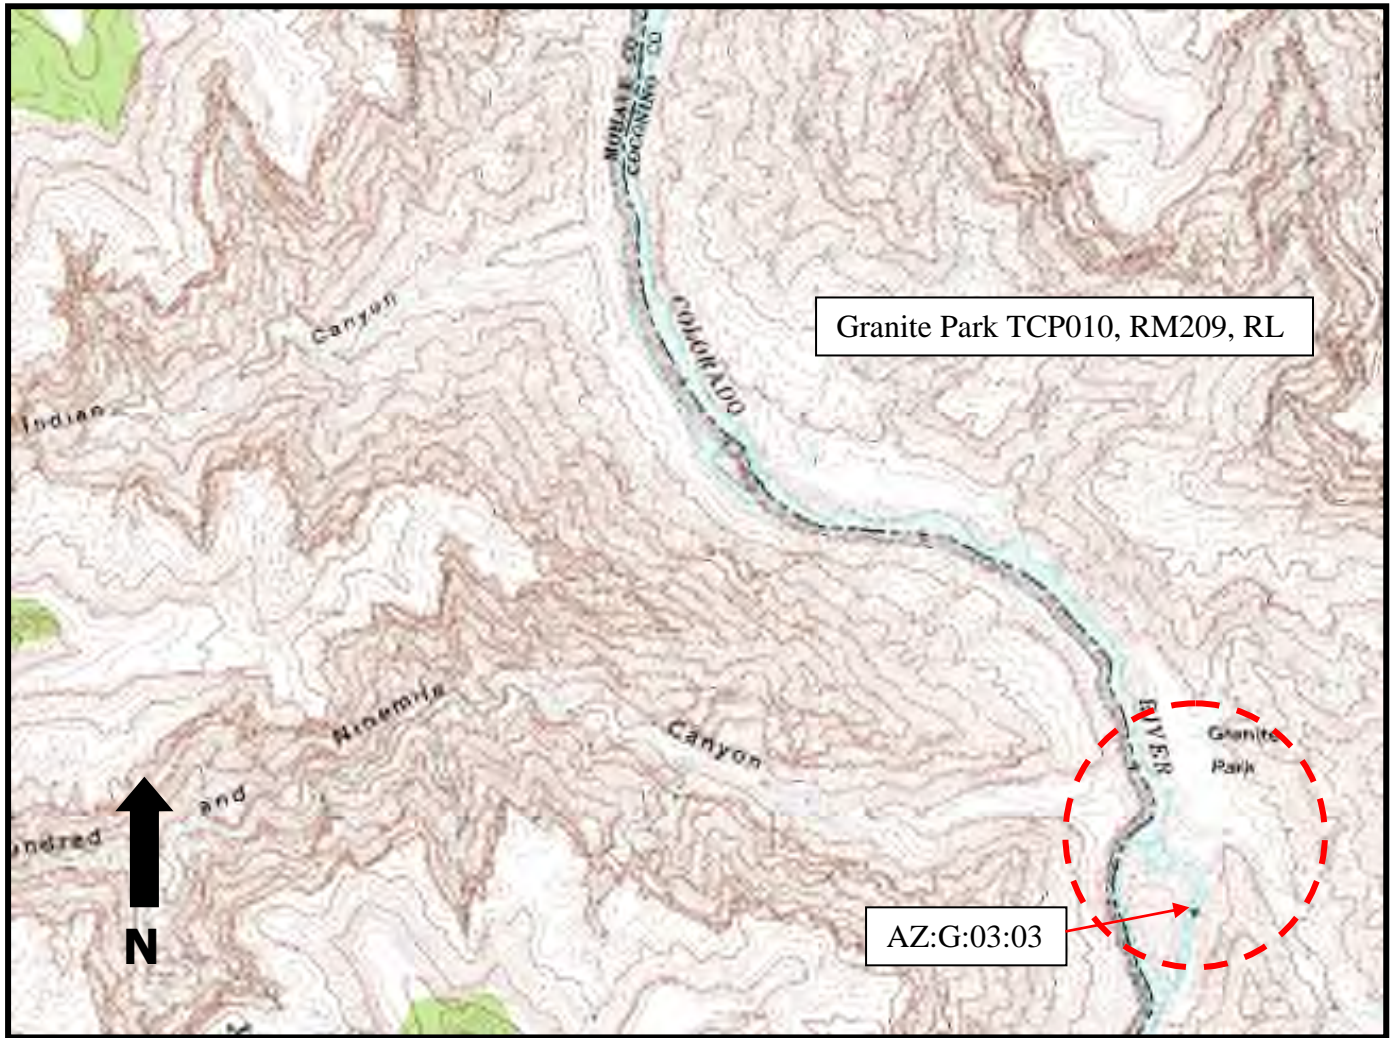 MOHAVE CO
COCONINO CO
COLORADO
Granite Park TCP010, RM209, RL
Canyon
Indian
RIVER
Granite
Park
Ninemile
Canyon
and
undred
AZ:G:03:03
N